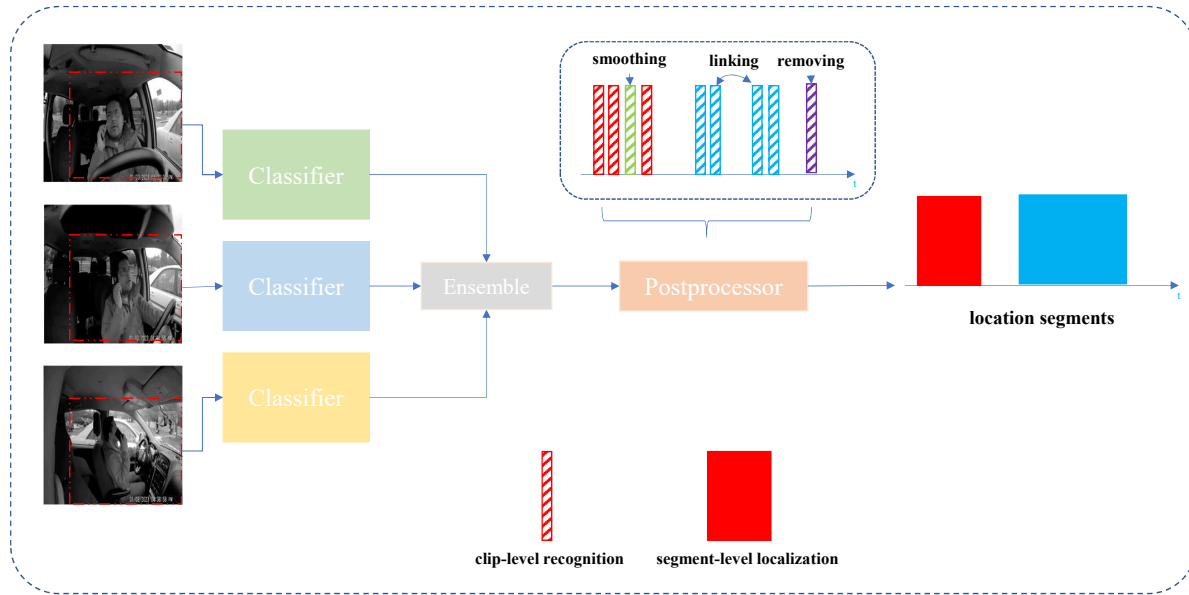 smoothing
linking
removing
t
Classifier
Classifier
Ensemble
Postprocessor
t
location segments
Classifier
clip-level recognition
segment-level localization